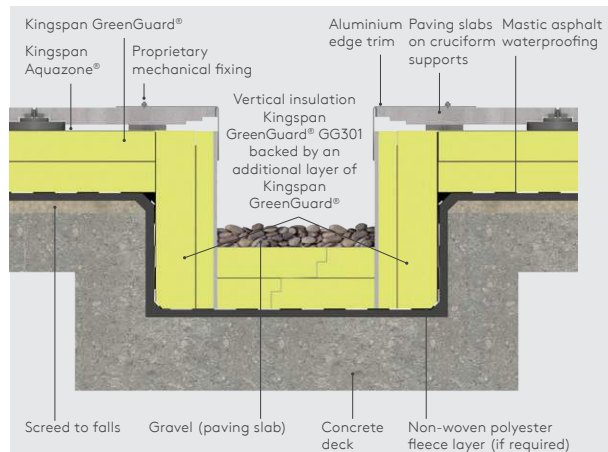 Kingspan GreenGuard®
Kingspan
Aquazone®
Proprietary
mechanical fixing
Vertical insulation
Kingspan
GreenGuard® GG301
backed by an
additional layer of
Kingspan
GreenGuard®
Aluminium
edge trim
Paving slabs
on cruciform
supports
Mastic asphalt
waterproofing
Screed to falls
Gravel (paving slab)
Concrete
deck
Non-woven polyester
fleece layer (if required)